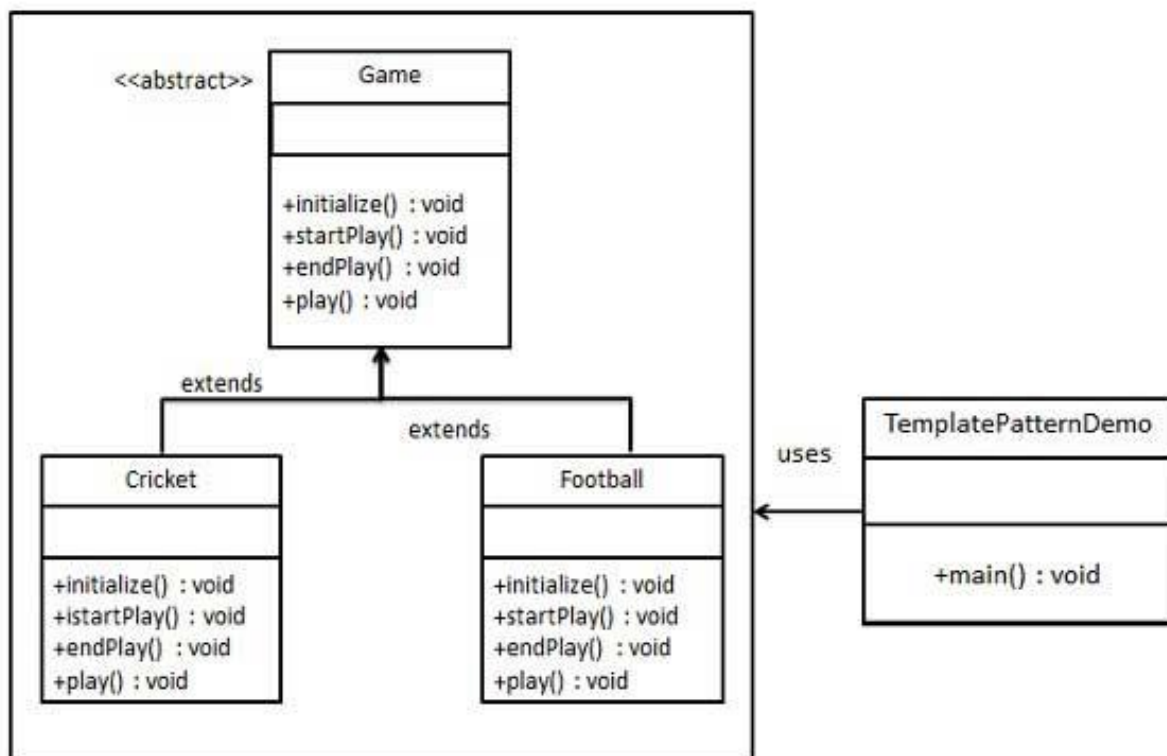 <<abstract>>
Game
+initialize() : void
+startPlay() : void
+endPlay() : void
+play() : void
extends
extends
Cricket
+initialize() : void
+istartPlay() : void
+endPlay() : void
+play() : void
Football
+initialize() : void
+startPlay() : void
+endPlay() : void
+play() : void
uses
TemplatePatternDemo
+main() : void